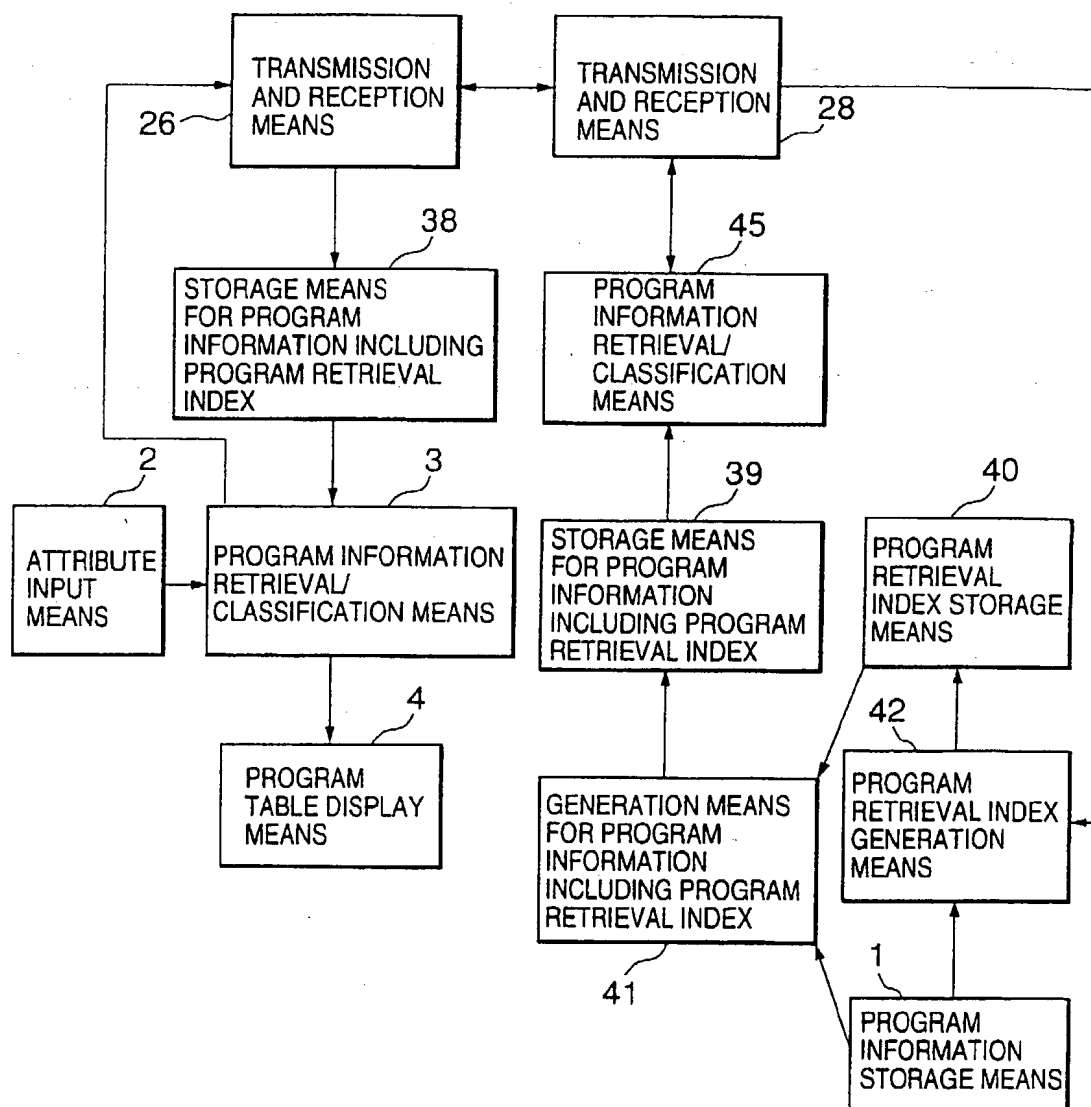 TRANSMISSION
AND RECEPTION
MEANS
26
TRANSMISSION
AND RECEPTION
MEANS
28
38
STORAGE MEANS
FOR PROGRAM
INFORMATION INCLUDING
PROGRAM RETRIEVAL
INDEX
45
PROGRAM
INFORMATION
RETRIEVAL/
CLASSIFICATION
MEANS
2
ATTRIBUTE
INPUT
MEANS
3
PROGRAM INFORMATION
RETRIEVAL/
CLASSIFICATION MEANS
39
STORAGE MEANS
FOR PROGRAM
INFORMATION
INCLUDING PROGRAM
RETRIEVAL INDEX
40
PROGRAM
RETRIEVAL
INDEX STORAGE
MEANS
4
PROGRAM
TABLE DISPLAY
MEANS
GENERATION MEANS
FOR PROGRAM
INFORMATION
INCLUDING PROGRAM
RETRIEVAL INDEX
41
42
PROGRAM
RETRIEVAL INDEX
GENERATION
MEANS
1
PROGRAM
INFORMATION
STORAGE MEANS